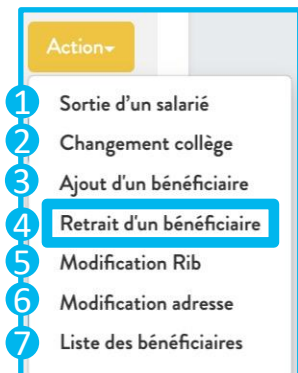 Action
1 Sortie d'un salarié
2 Changement collège
3 Ajout d'un bénéficiaire
4 Retrait d'un bénéficiaire
5 Modification Rib
6 Modification adresse
7 Liste des bénéficiaires